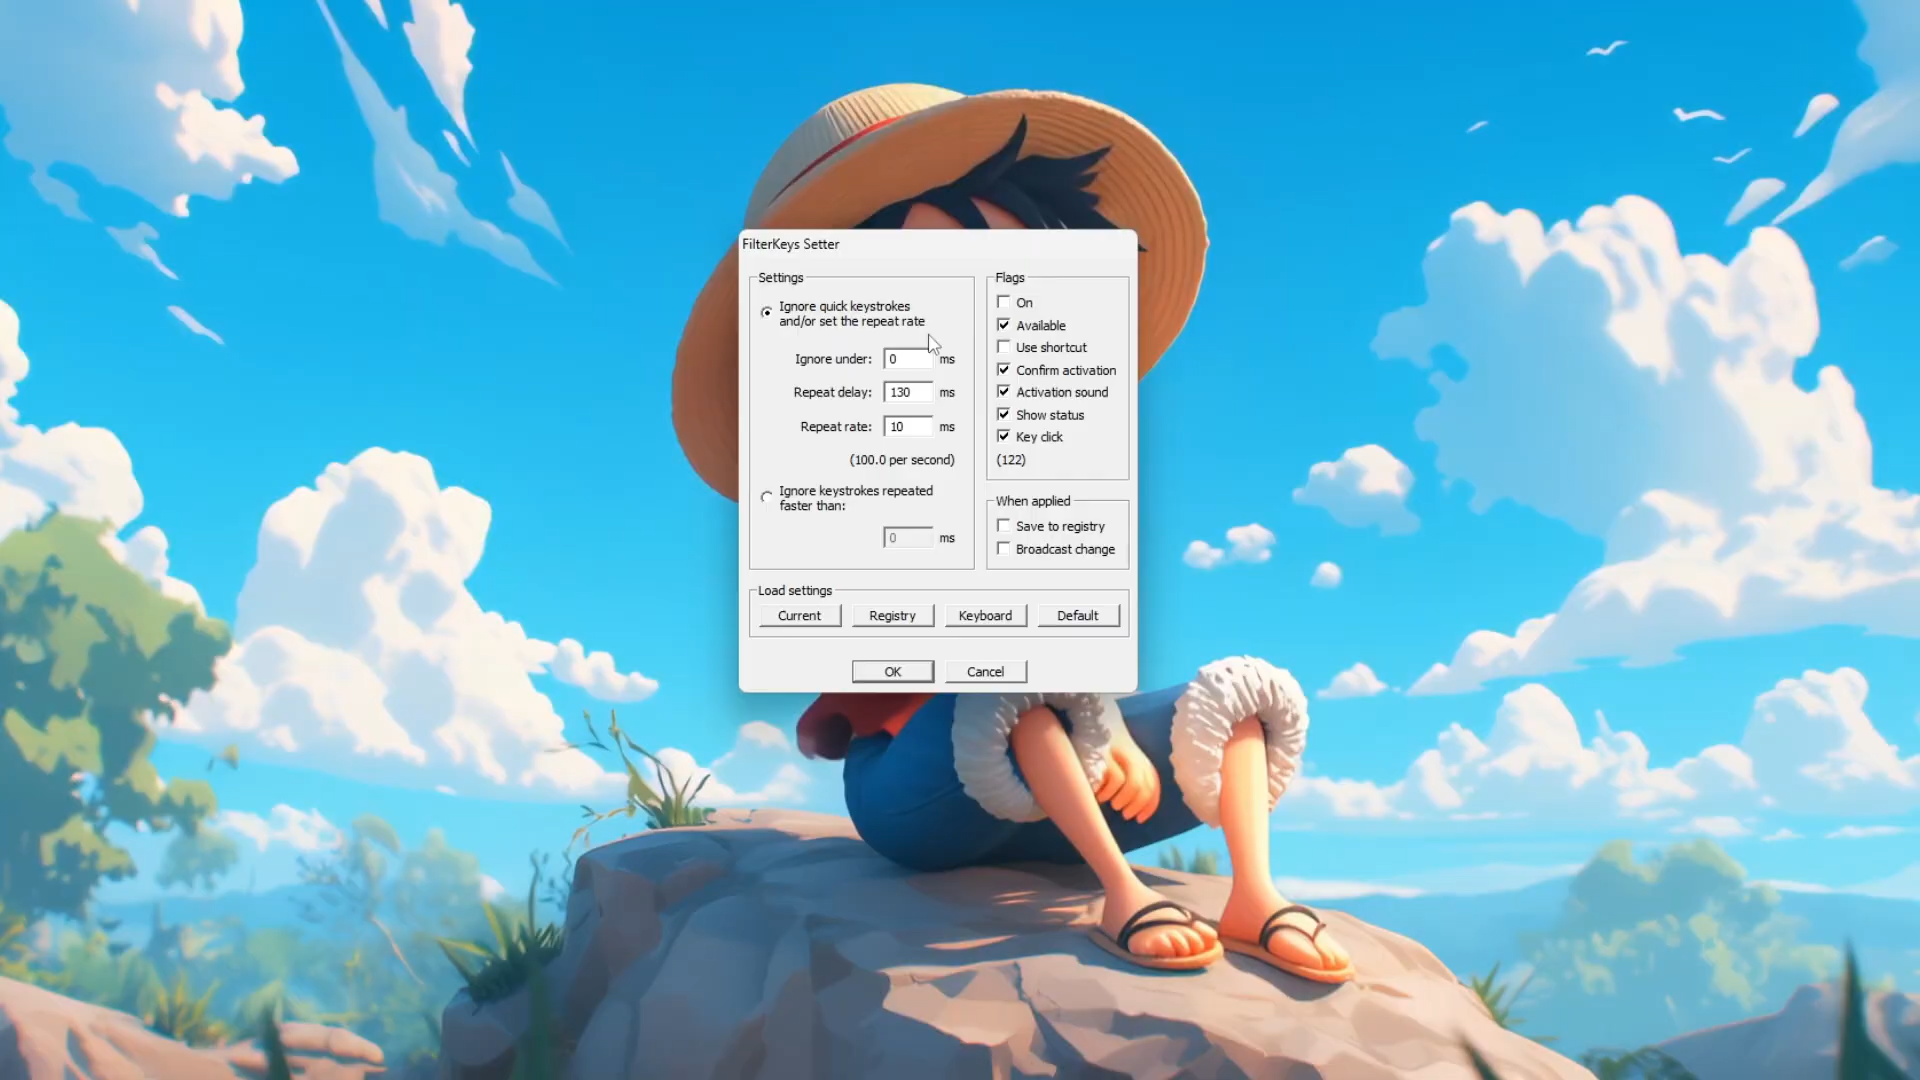 FilterKeys Setter
Settings
Ignore quick keystrokes
and/or set the repeat rate
Ignore under: 0 ms
Repeat delay: 130 ms
Repeat rate: 10 ms
(100.0 per second)
Ignore keystrokes repeated
faster than:
0 ms
Flags
On
Available
Use shortcut
Confirm activation
Activation sound
Show status
Key click
(122)
When applied
Save to registry
Broadcast change
Load settings
Current Registry Keyboard Default
OK Cancel